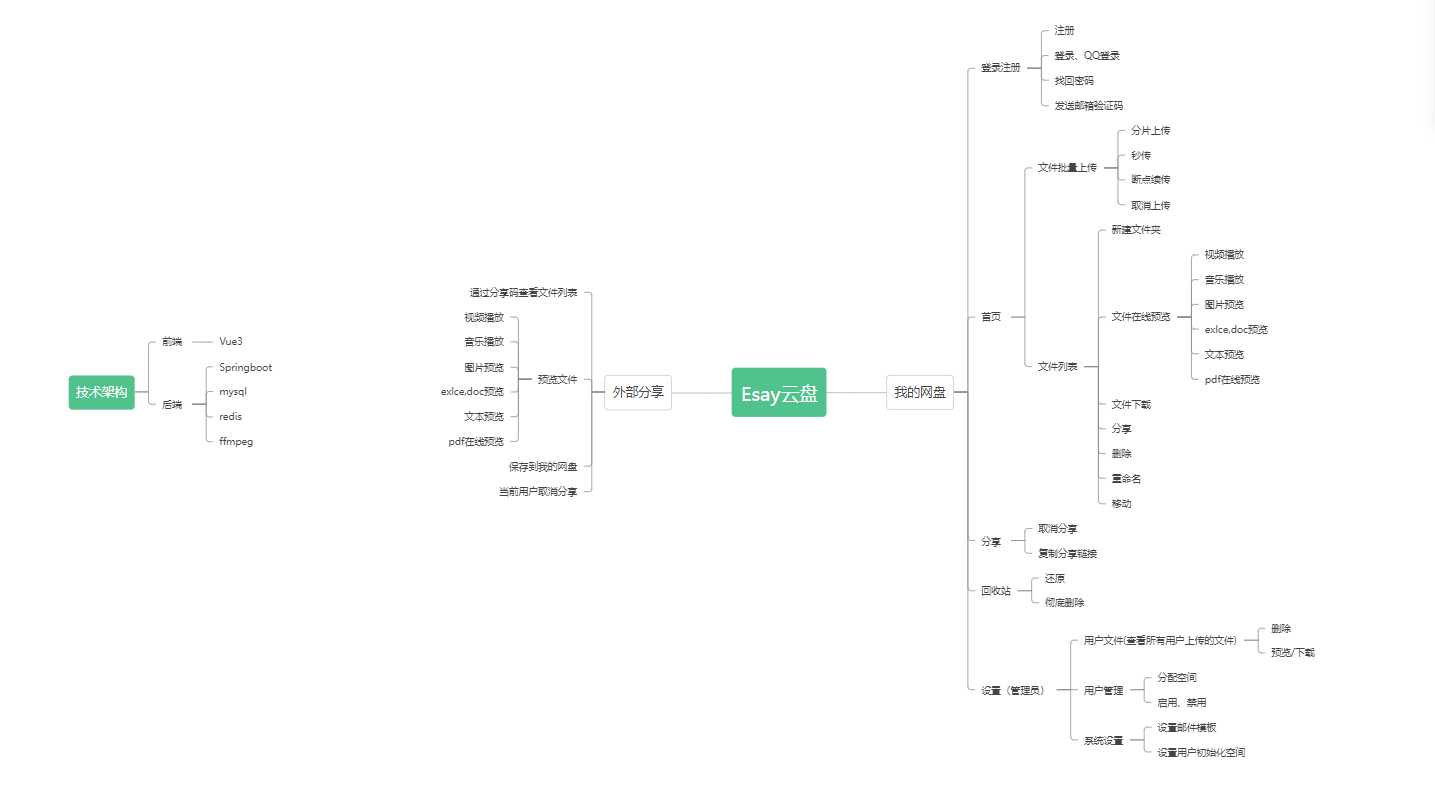 技术架构
前端
Vue3
后端
Springboot
mysql
redis
ffmpeg
Esay云盘
外部分享
通过分享码查看文件列表
预览文件
视频播放
音乐播放
图片预览
exlce,doc预览
文本预览
pdf在线预览
保存到我的网盘
当前用户取消分享
我的网盘
登录注册
注册
登录、QQ登录
找回密码
发送邮箱验证码
首页
文件批量上传
分片上传
秒传
断点续传
取消上传
文件列表
新建文件夹
文件在线预览
视频播放
音乐播放
图片预览
exlce,doc预览
文本预览
pdf在线预览
文件下载
分享
删除
重命名
移动
分享
取消分享
复制分享链接
回收站
还原
彻底删除
设置（管理员）
用户文件(查看所有用户上传的文件)
删除
预览/下载
用户管理
分配空间
启用、禁用
系统设置
设置邮件模板
设置用户初始化空间